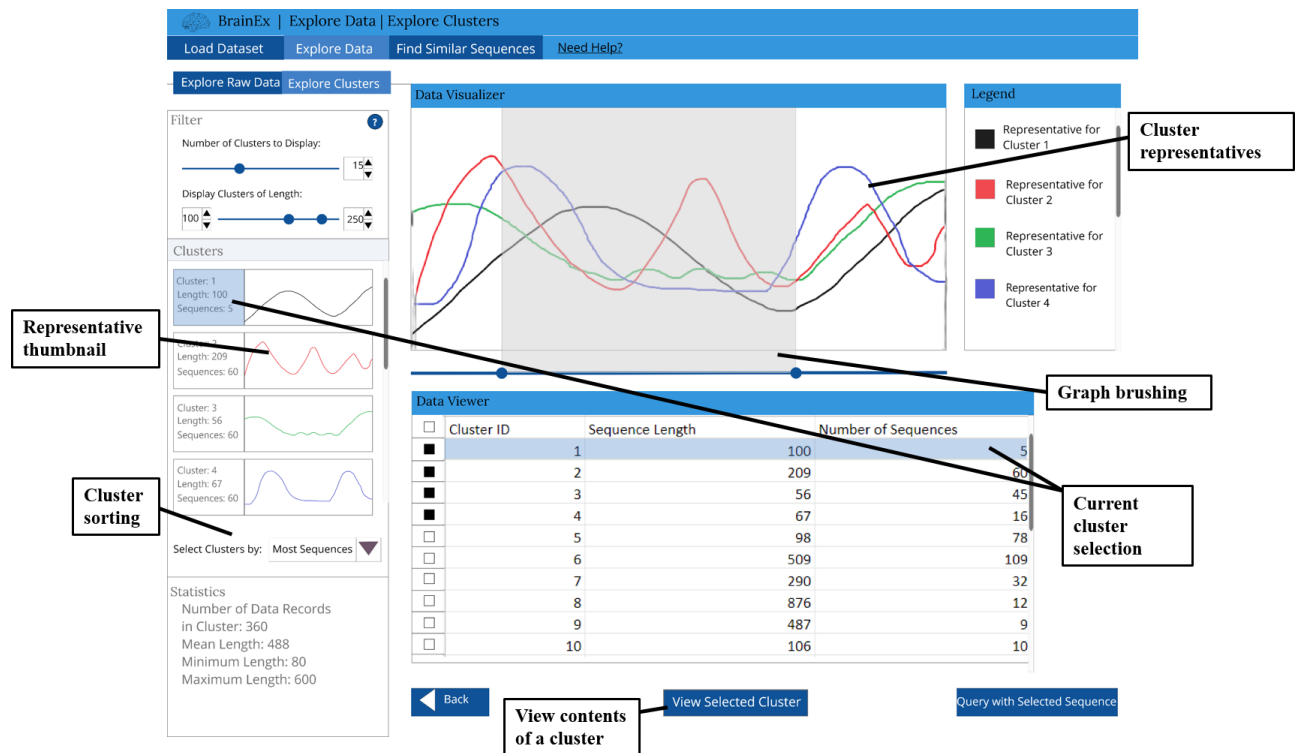 BrainEx | Explore Data | Explore Clusters
Load Dataset Explore Data Find Similar Sequences Need Help?
Explore Raw Data Explore Clusters
Filter ?
Number of Clusters to Display:
15
Display Clusters of Length:
100 250
Clusters
Cluster: 1
Length: 100
Sequences: 5
Cluster: 2
Length: 209
Sequences: 60
Cluster: 3
Length: 56
Sequences: 60
Cluster: 4
Length: 67
Sequences: 60
Select Clusters by: Most Sequences
Statistics
Number of Data Records
in Cluster: 360
Mean Length: 488
Minimum Length: 80
Maximum Length: 600
Representative
thumbnail
Cluster
sorting
Data Visualizer
Legend
Representative for
Cluster 1
Representative for
Cluster 2
Representative for
Cluster 3
Representative for
Cluster 4
Cluster
representatives
Graph brushing
Data Viewer
Cluster ID Sequence Length Number of Sequences
1 100 5
2 209 60
3 56 45
4 67 16
5 98 78
6 509 109
7 290 32
8 876 12
9 487 9
10 106 10
Current
cluster
selection
Back View Selected Cluster Query with Selected Sequence
View contents
of a cluster